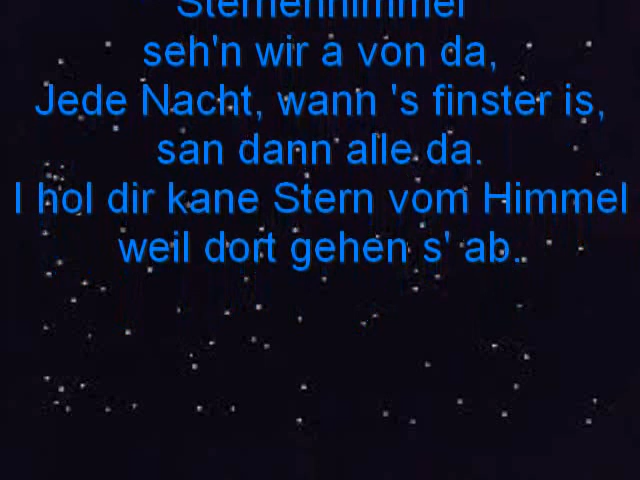 Sternenhimmel
seh'n wir a von da,
Jede Nacht, wann 's finster is,
san dann alle da.
I hol dir kane Stern vom Himmel
weil dort gehen s' ab.